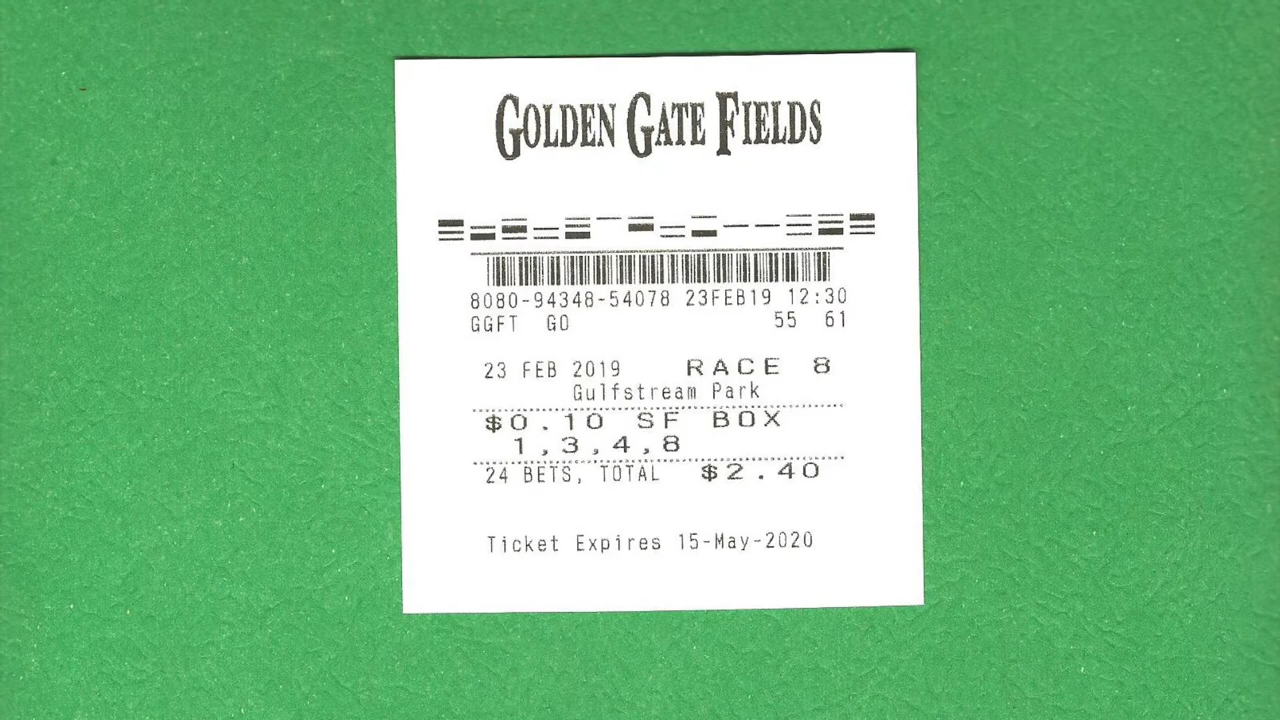 GOLDEN GATE FIELDS
8080-94348-54078 23FEB19 12:30
GGFT GO 55 61
23 FEB 2019 RACE 8
Gulfstream Park
$0.10 SF BOX
1,3,4,8
24 BETS, TOTAL $2.40
Ticket Expires 15-May-2020